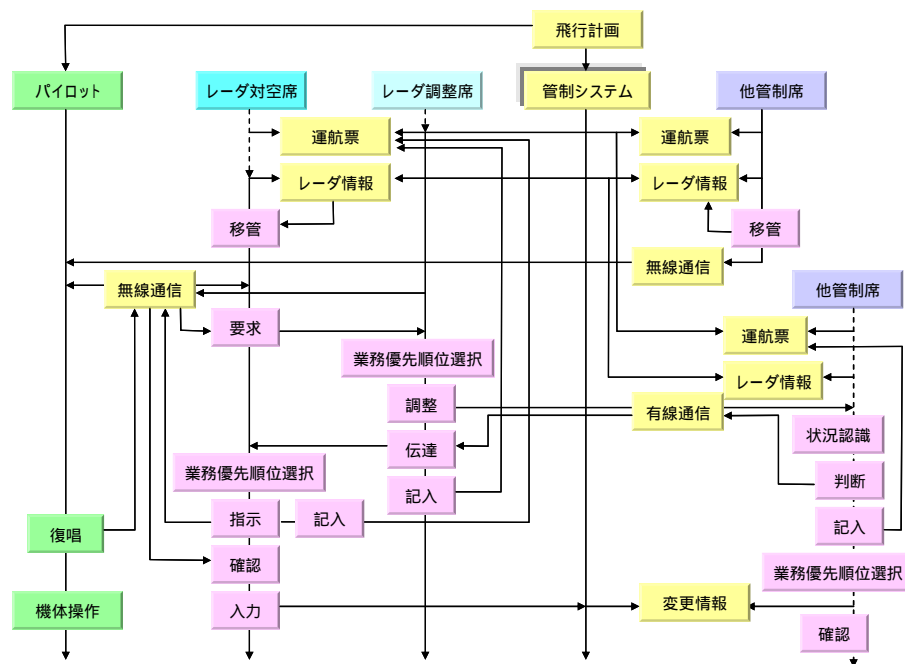 飛行計画
パイロット
レーダ対空席
レーダ調整席
管制システム
他管制席
運航票
運航票
レーダ情報
レーダ情報
移管
移管
無線通信
無線通信
他管制席
要求
運航票
業務優先順位選択
レーダ情報
調整
有線通信
状況認識
伝達
業務優先順位選択
判断
記入
指示
記入
記入
復唱
確認
業務優先順位選択
機体操作
入力
変更情報
確認